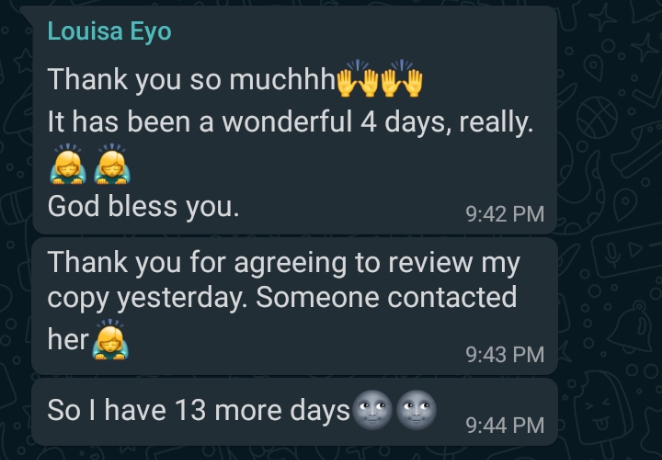 Louisa Eyo
Thank you so muchhh🙌🙌
It has been a wonderful 4 days, really.
🙇‍♀️🙇‍♀️
God bless you.
9:42 PM
Thank you for agreeing to review my
copy yesterday. Someone contacted
her🙇‍♀️
9:43 PM
So I have 13 more days🌚🌚
9:44 PM